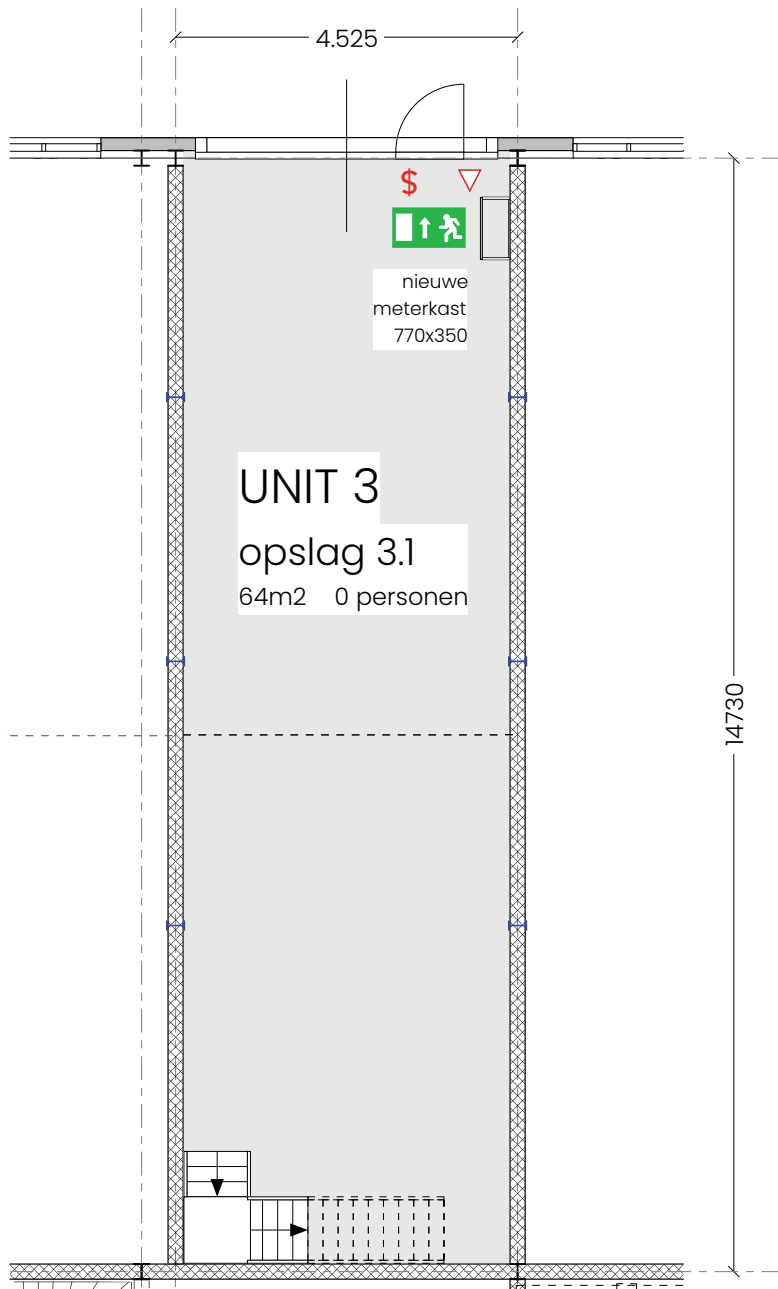 4.525
$
nieuwe
meterkast
770x350
UNIT 3
opslag 3.1
64m2 0 personen
14730